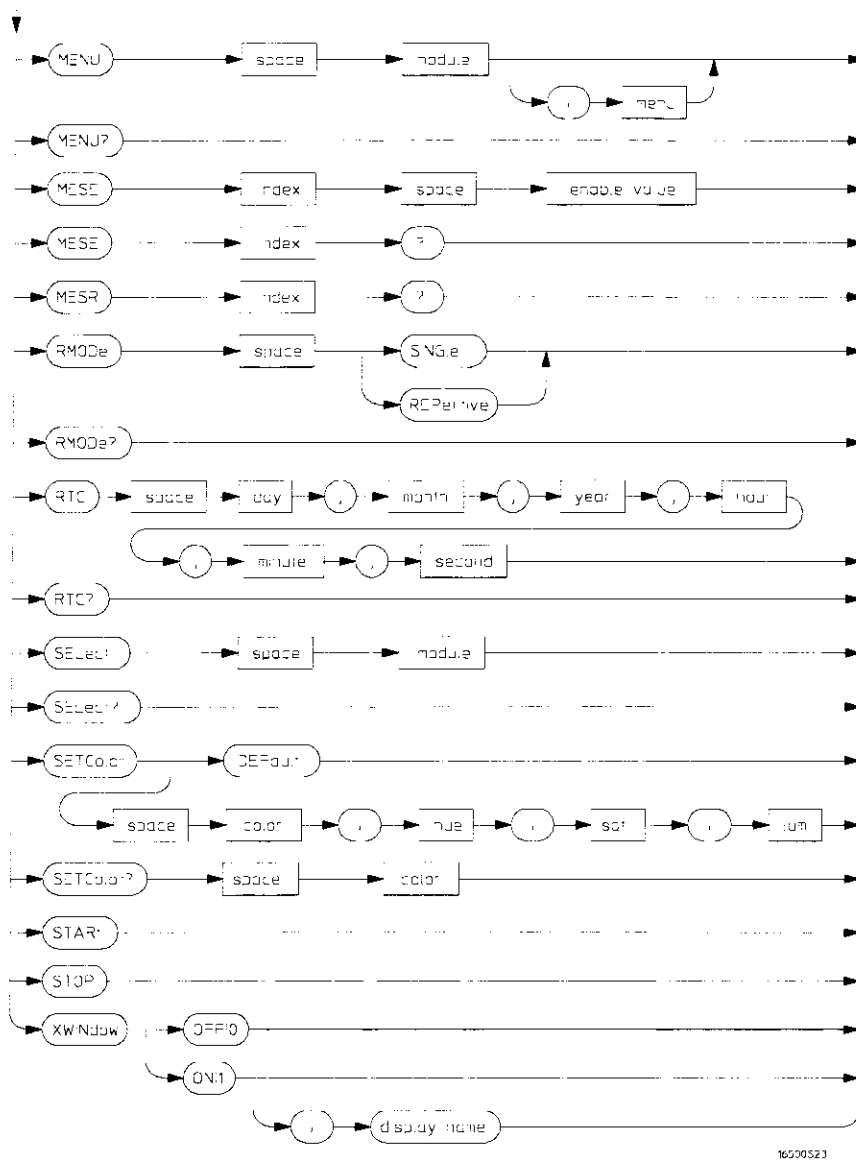 MENU space module
, menu
MENU?
MESE index space enable value
MESE index ?
MESR index ?
RMODe space SINGle
REPetitive
RMODe?
RTC space day , month , year , hour
, minute , second
RTC?
SELect space module
SELect?
SETColor DEFault
space color , hue , sat , lum
SETColor? space color
STARt
STOP
XWINdow OFF|0
ON|1
, display name
16500S23